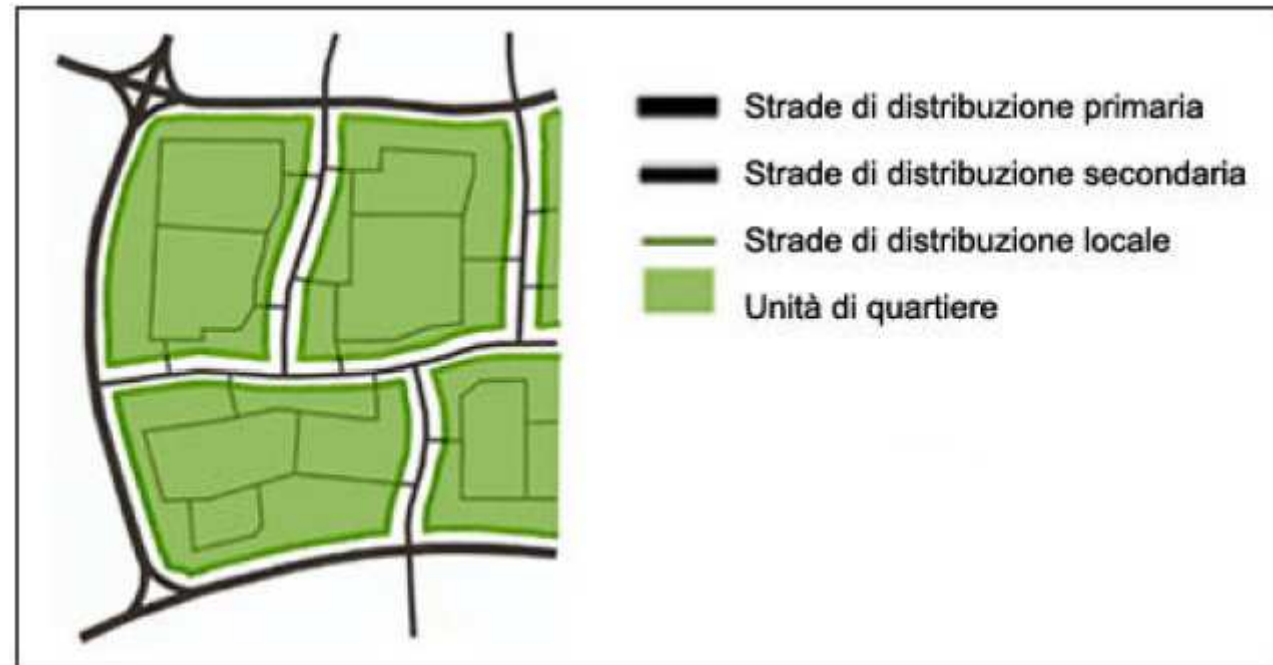 Strade di distribuzione primaria
Strade di distribuzione secondaria
Strade di distribuzione locale
Unità di quartiere